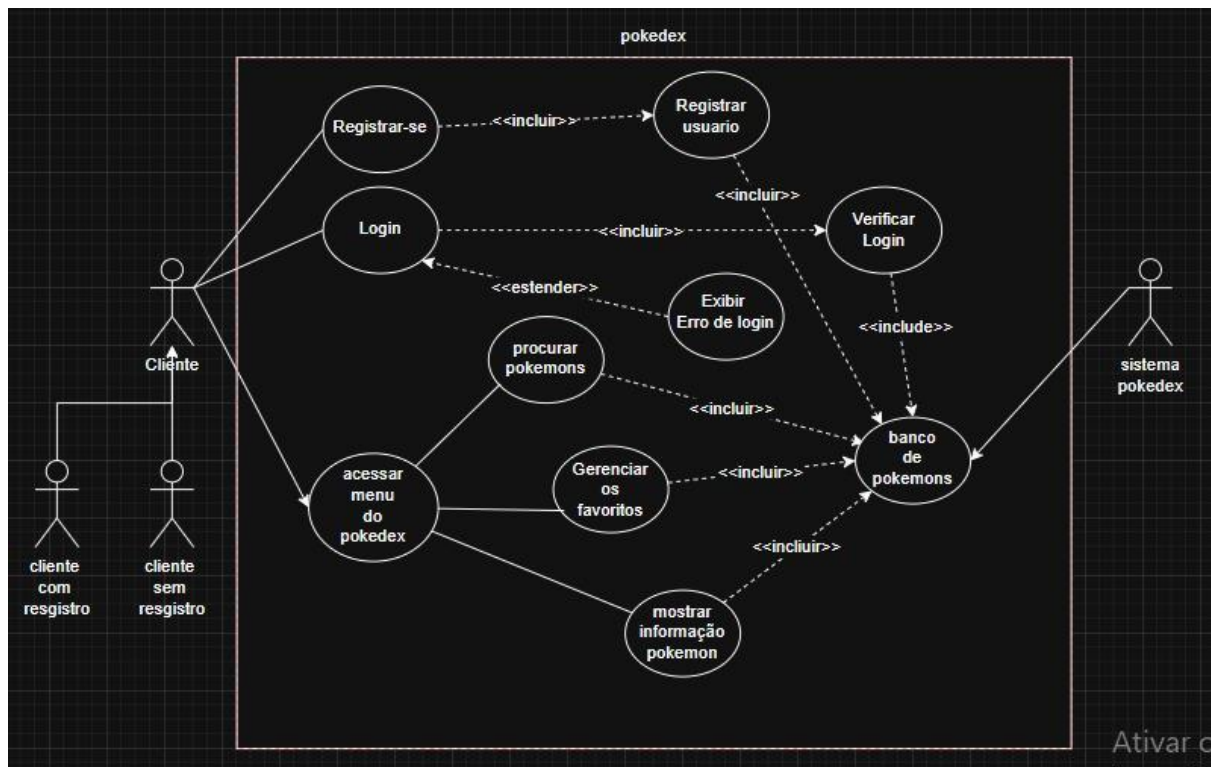 pokedex
Registrar-se
<<incluir>>
Registrar
usuario
<<incluir>>
Login
<<incluir>>
Verificar
Login
<<estender>>
Exibir
Erro de login
<<include>>
Cliente
procurar
pokemons
<<incluir>>
sistema
pokedex
banco
de
pokemons
acessar
menu
do
pokedex
Gerenciar
os
favoritos
<<incluir>>
<<incliuir>>
cliente
com
resgistro
cliente
sem
resgistro
mostrar
informação
pokemon
Ativar